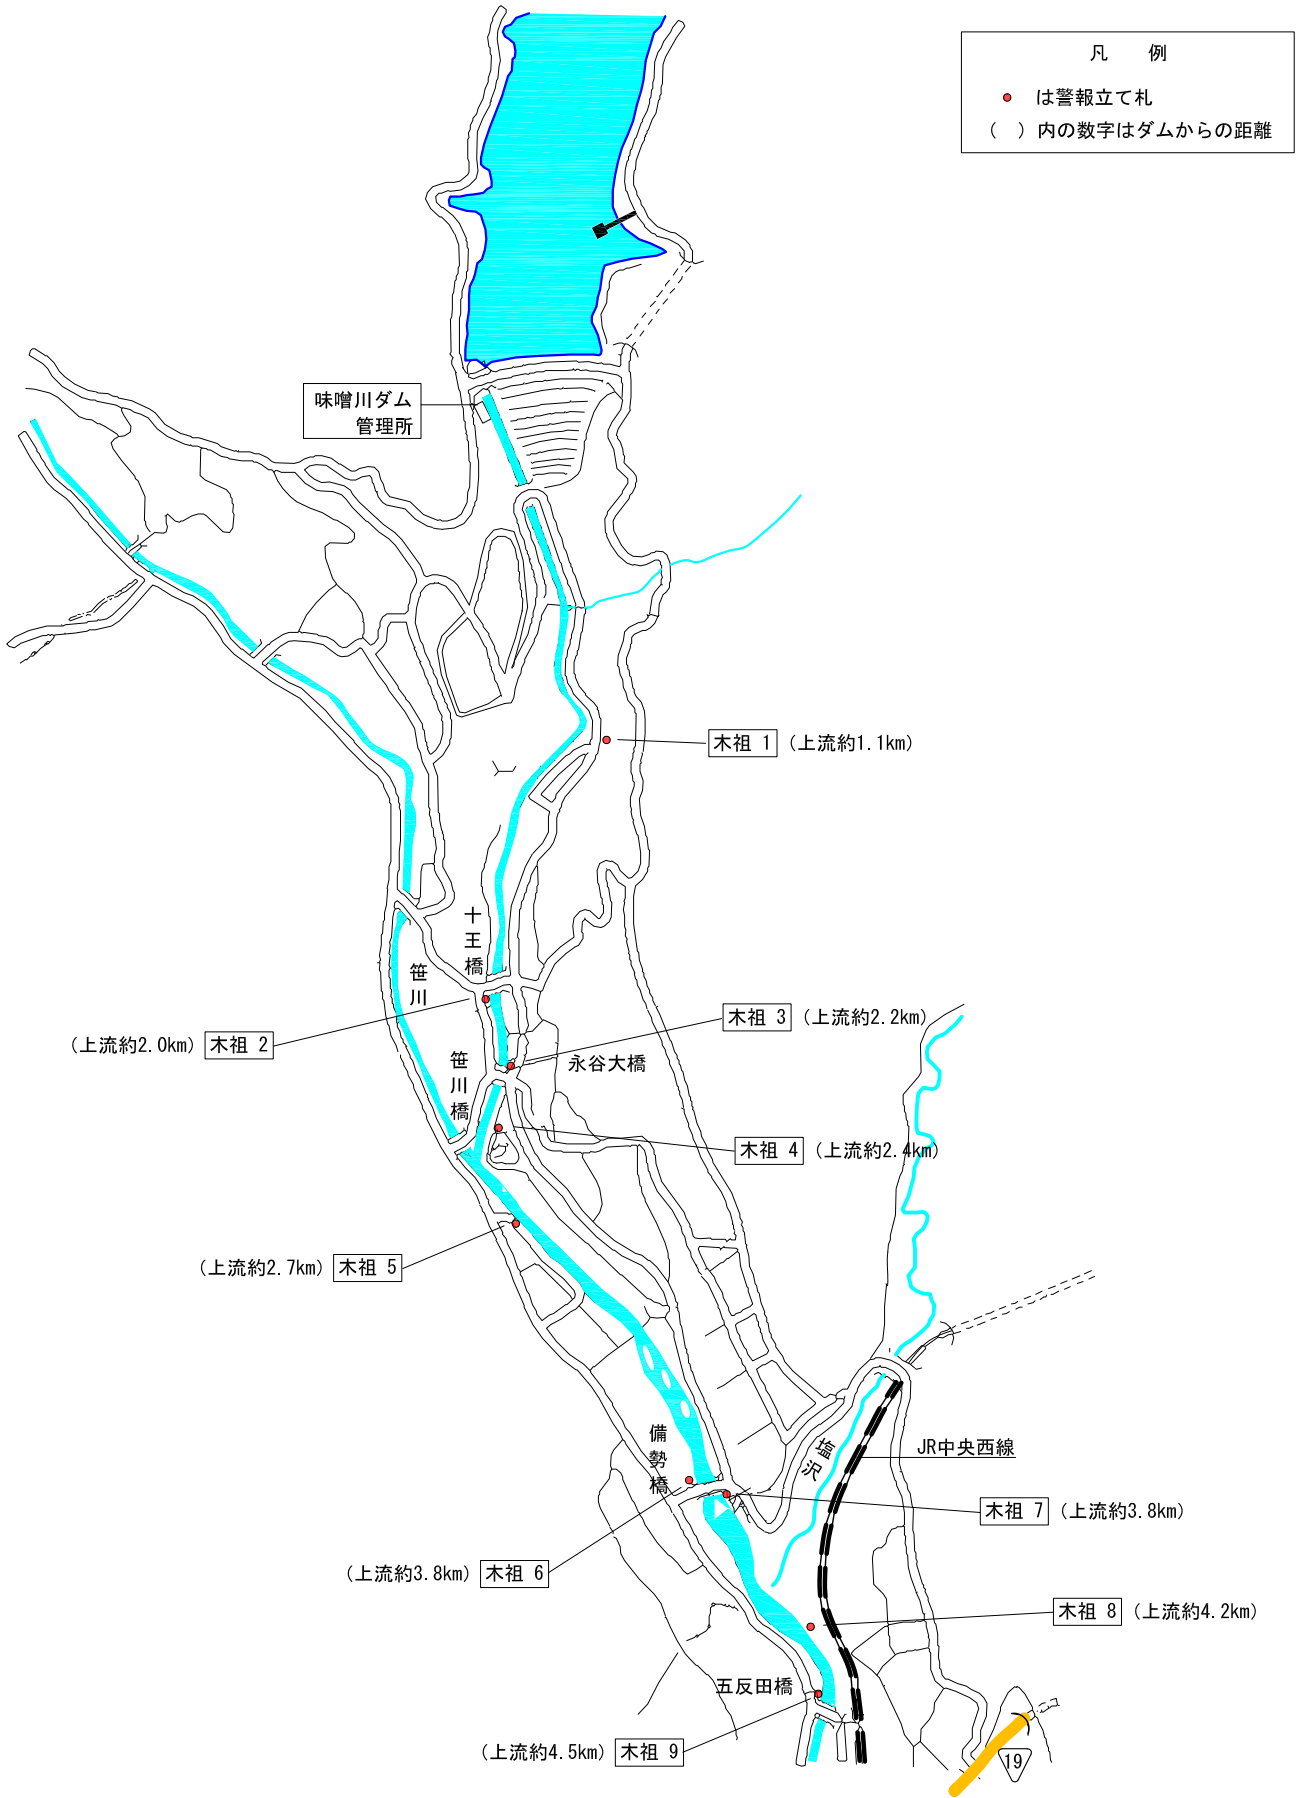 凡　例
は警報立て札
（　）内の数字はダムからの距離
味噌川ダム
管理所
木祖 1 (上流約1.1km)
十王橋
笹川
木祖 3 (上流約2.2km)
(上流約2.0km) 木祖 2
笹川橋
永谷大橋
木祖 4 (上流約2.4km)
(上流約2.7km) 木祖 5
備勢橋
塩沢
JR中央西線
木祖 7 (上流約3.8km)
(上流約3.8km) 木祖 6
木祖 8 (上流約4.2km)
五反田橋
(上流約4.5km) 木祖 9
19